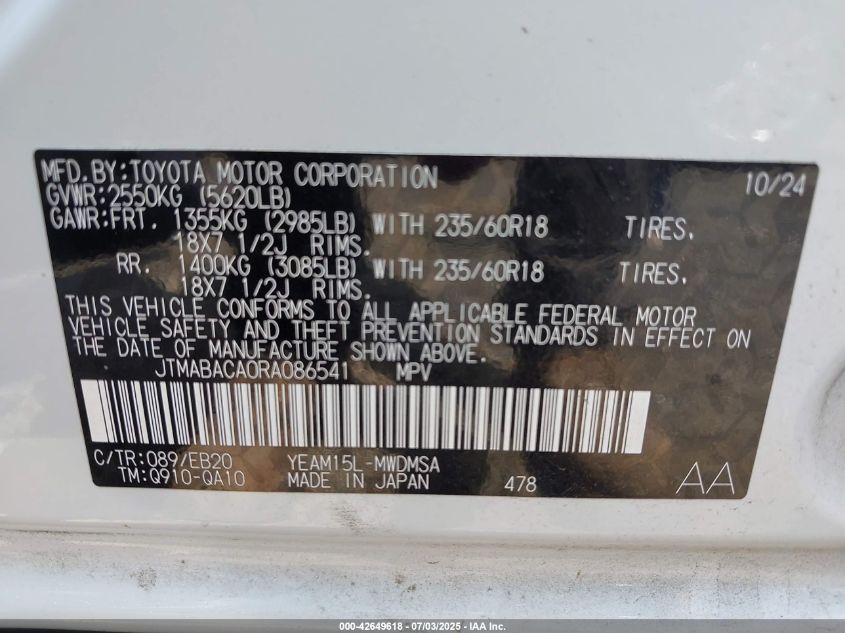 MFD.BY:TOYOTA MOTOR CORPORATION 10/24
GVWR:2550KG (5620LB)
GAWR:FRT. 1355KG (2985LB) WITH 235/60R18 TIRES.
18X7 1/2J RIMS.
RR. 1400KG (3085LB) WITH 235/60R18 TIRES.
18X7 1/2J RIMS.
THIS VEHICLE CONFORMS TO ALL APPLICABLE FEDERAL MOTOR
VEHICLE SAFETY AND THEFT PREVENTION STANDARDS IN EFFECT ON
THE DATE OF MANUFACTURE SHOWN ABOVE.
JTMABACA0RA086541 MPV
C/TR:089/EB20 YEAM15L-MWDMSA
TM:Q910-QA10 MADE IN JAPAN 478 AA
000-42649618 - 07/03/2025 - IAA Inc.